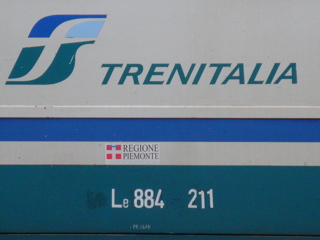 TRENITALIA
REGIONE
PIEMONTE
Le 884 211